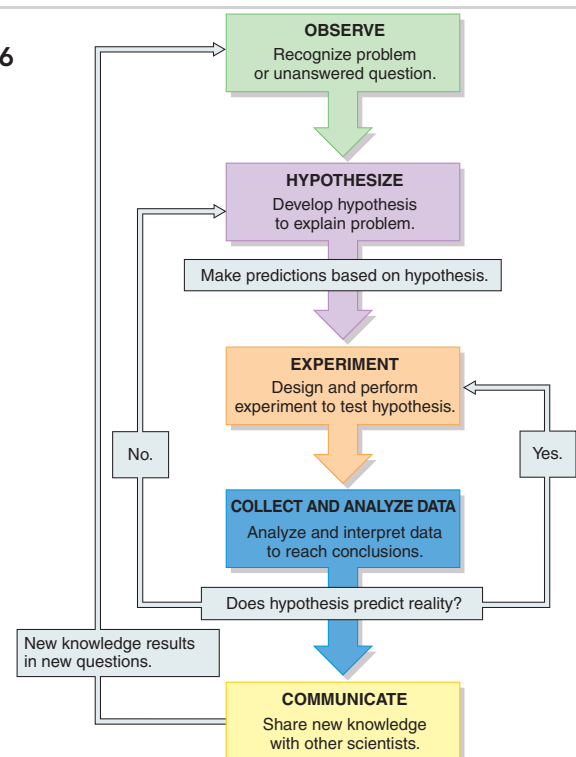 6
OBSERVE
Recognize problem
or unanswered question.
HYPOTHESIZE
Develop hypothesis
to explain problem.
Make predictions based on hypothesis.
EXPERIMENT
Design and perform
experiment to test hypothesis.
No.
Yes.
COLLECT AND ANALYZE DATA
Analyze and interpret data
to reach conclusions.
Does hypothesis predict reality?
New knowledge results
in new questions.
COMMUNICATE
Share new knowledge
with other scientists.